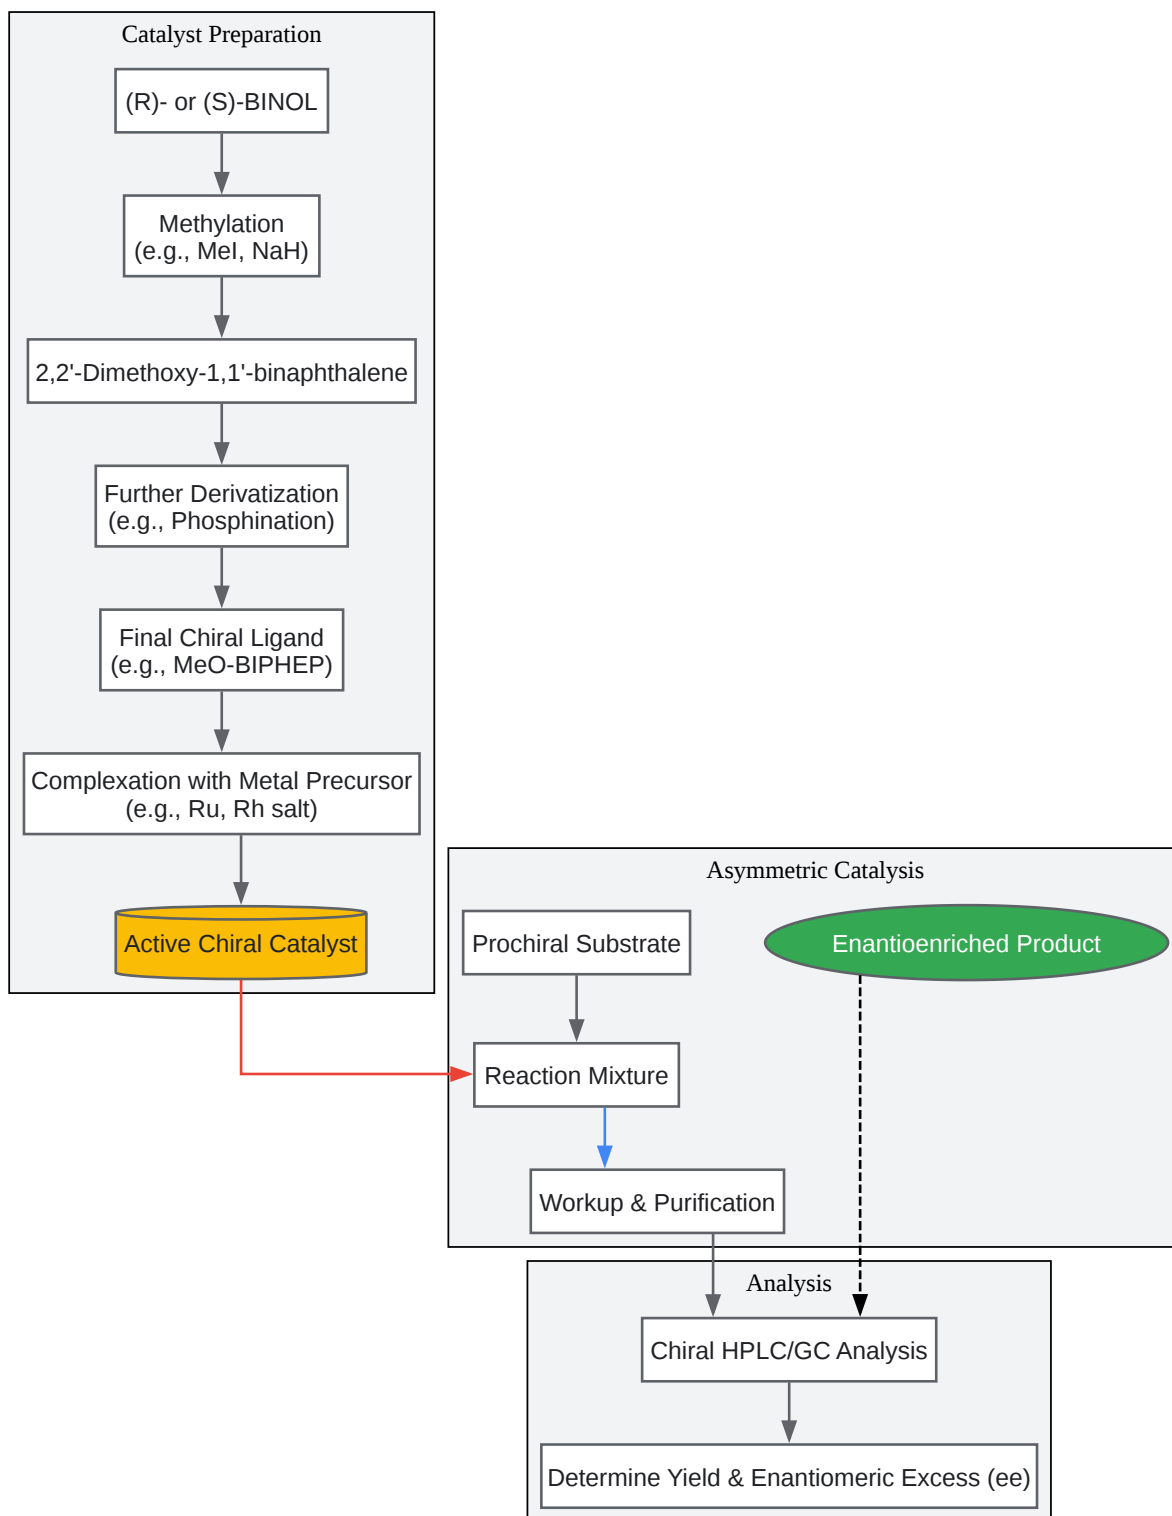 Catalyst Preparation
(R)- or (S)-BINOL
Methylation
(e.g., MeI, NaH)
2,2'-Dimethoxy-1,1'-binaphthalene
Further Derivatization
(e.g., Phosphination)
Final Chiral Ligand
(e.g., MeO-BIPHEP)
Complexation with Metal Precursor
(e.g., Ru, Rh salt)
Active Chiral Catalyst
Asymmetric Catalysis
Prochiral Substrate
Enantioenriched Product
Reaction Mixture
Workup & Purification
Analysis
Chiral HPLC/GC Analysis
Determine Yield & Enantiomeric Excess (ee)